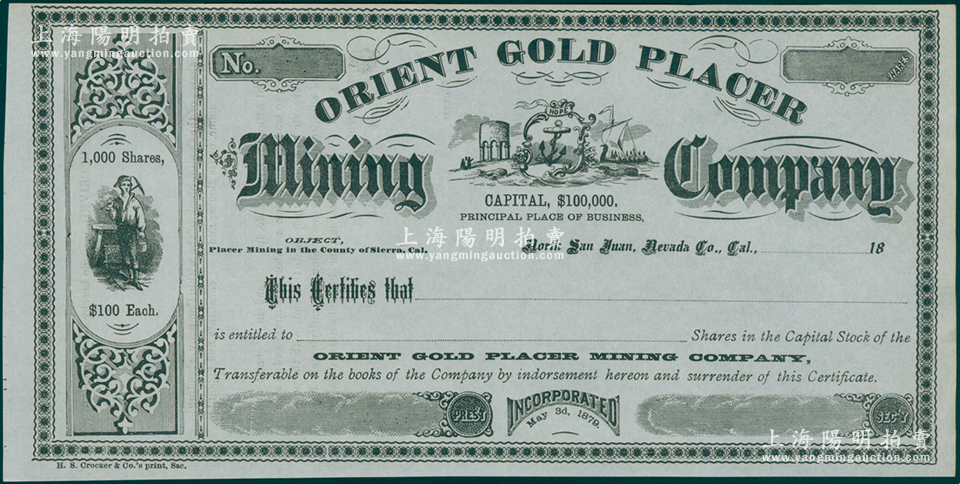 上海陽明拍賣
www.yangmingauction.com
No.
SHARES
ORIENT GOLD PLACER
HOPE
Mining Company
1,000 Shares,
$100 Each.
CAPITAL, $100,000.
PRINCIPAL PLACE OF BUSINESS,
OBJECT,
Placer Mining in the County of Sierra, Cal.
North San Juan, Nevada Co., Cal., 18
上海陽明拍賣
www.yangmingauction.com
This Certifies that
is entitled to Shares in the Capital Stock of the
ORIENT GOLD PLACER MINING COMPANY,
Transferable on the books of the Company by indorsement hereon and surrender of this Certificate.
PRES'T
INCORPORATED
May 3d, 1879.
SEC'Y
上海陽明拍賣
www.yangmingauction.com
H. S. Crocker & Co.'s print, Sac.